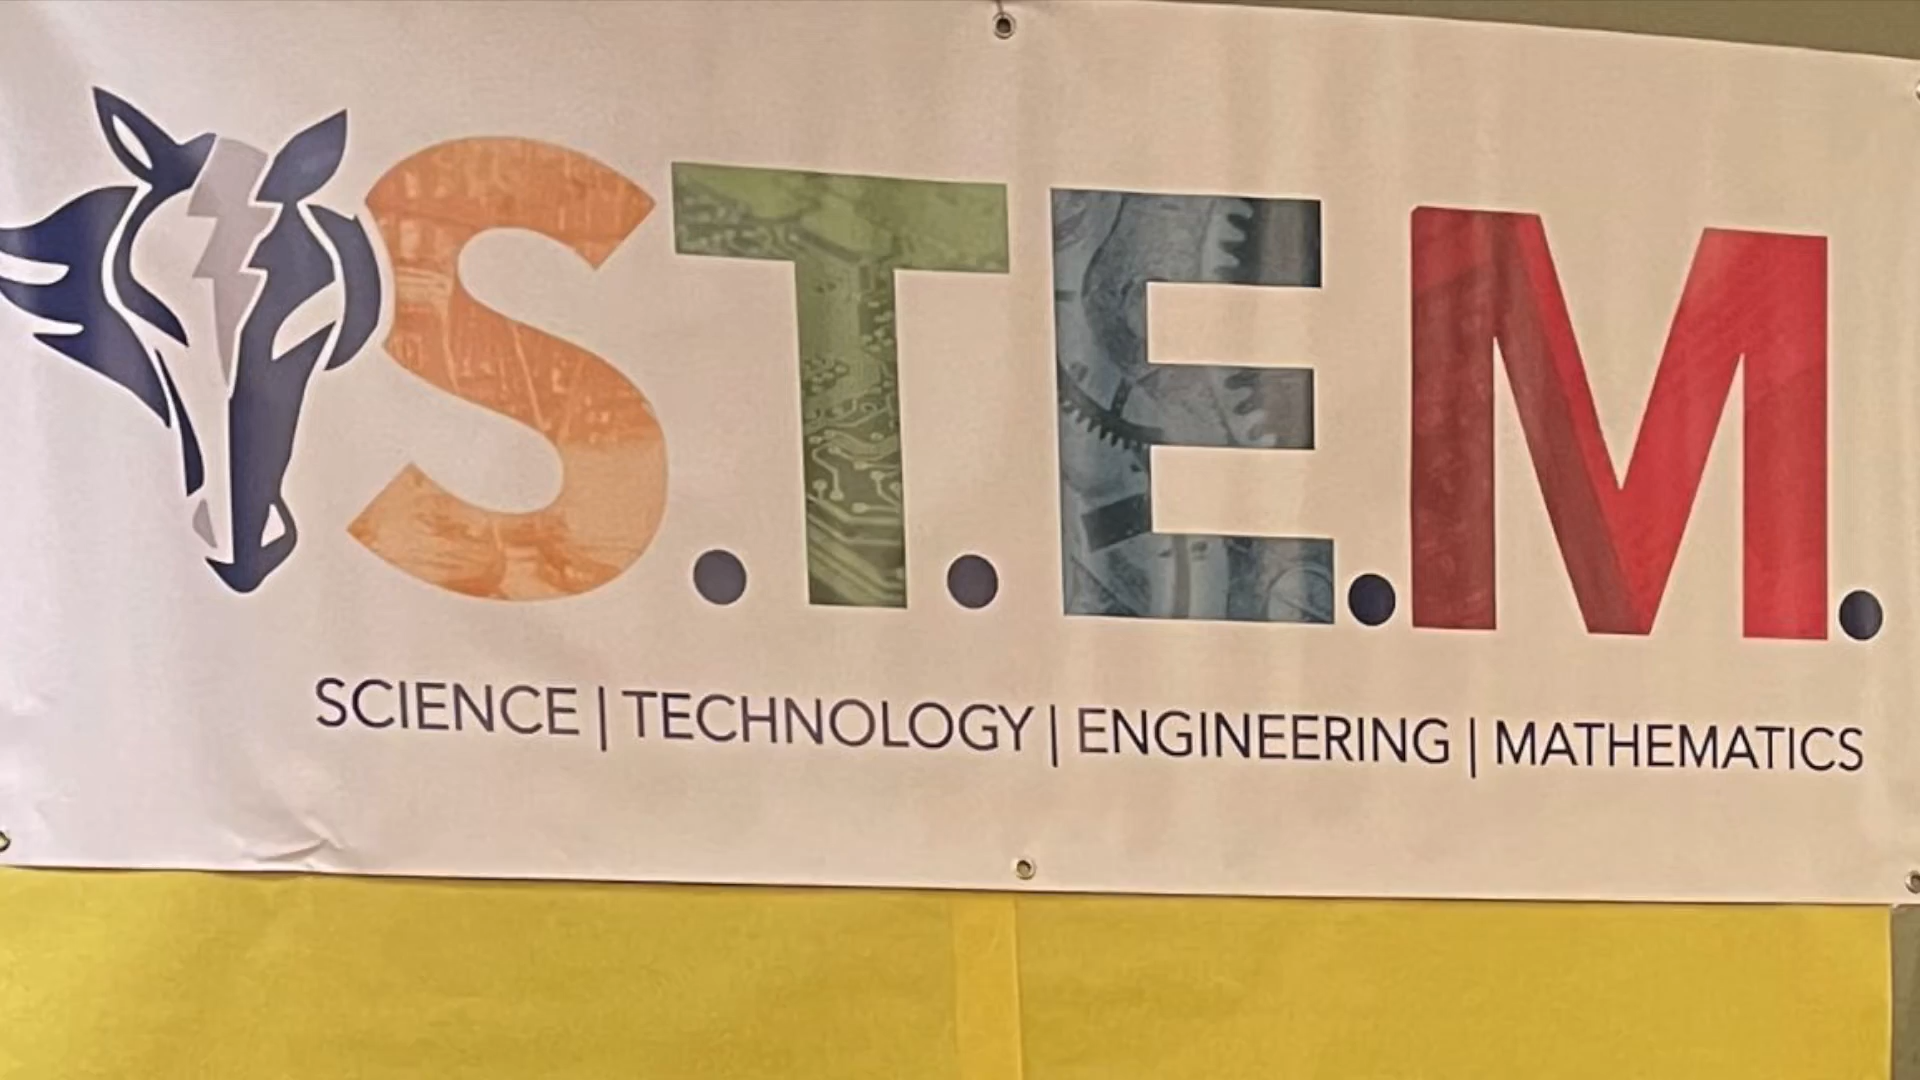 S.T.E.M.
SCIENCE | TECHNOLOGY | ENGINEERING | MATHEMATICS